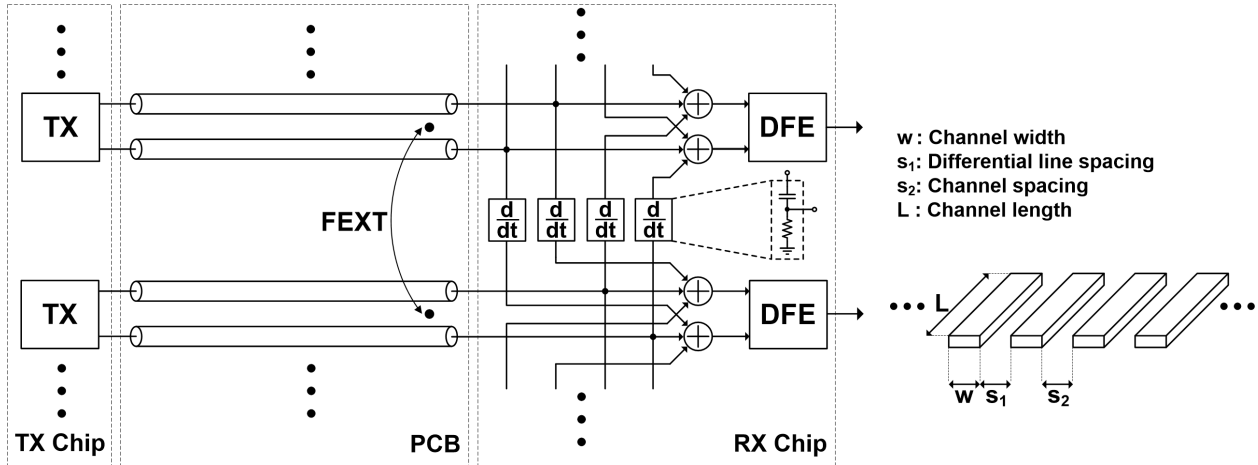 TX
DFE
w : Channel width
s₁: Differential line spacing
s₂: Channel spacing
L : Channel length
FEXT
d
dt
d
dt
d
dt
d
dt
TX
DFE
L
w
s₁
s₂
TX Chip
PCB
RX Chip